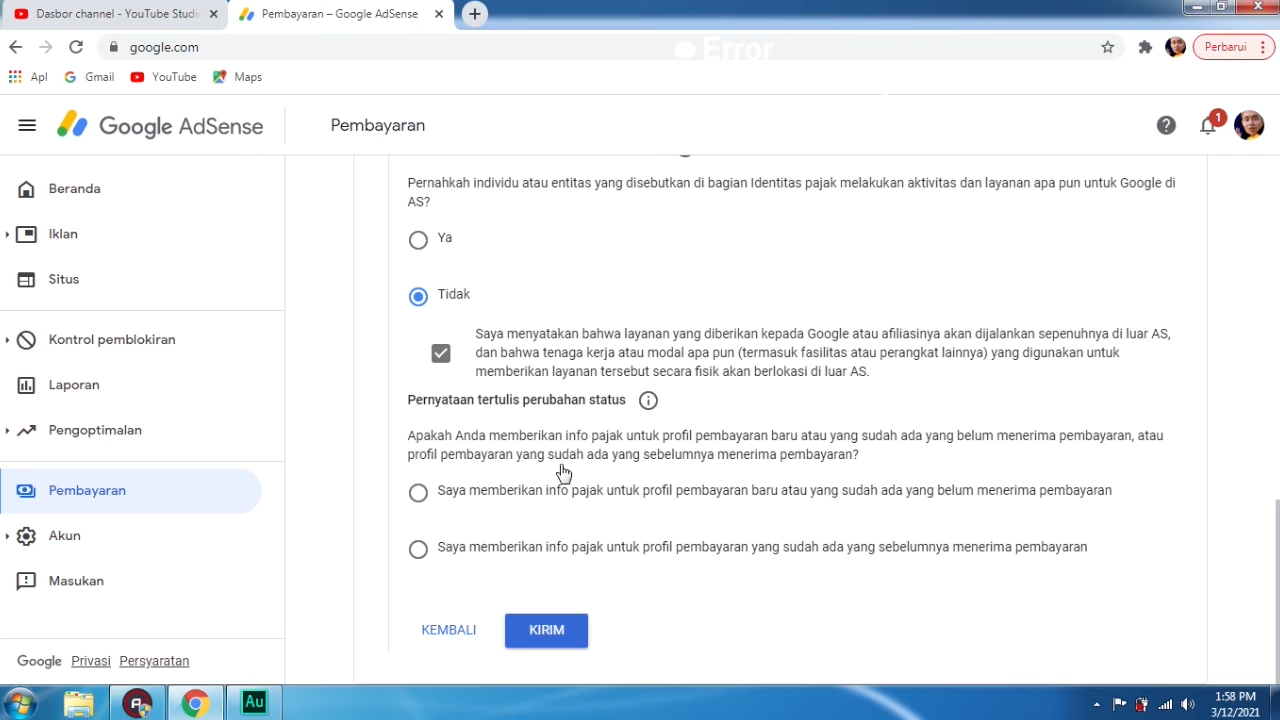 Dasbor channel - YouTube Studi
Pembayaran – Google AdSense
google.com
Error
Perbarui
Apl
Gmail
YouTube
Maps
Google AdSense
Pembayaran
1
Beranda
Iklan
Situs
Kontrol pemblokiran
Laporan
Pengoptimalan
Pembayaran
Akun
Masukan
Google Privasi Persyaratan
Pernahkah individu atau entitas yang disebutkan di bagian Identitas pajak melakukan aktivitas dan layanan apa pun untuk Google di
AS?
Ya
Tidak
Saya menyatakan bahwa layanan yang diberikan kepada Google atau afiliasinya akan dijalankan sepenuhnya di luar AS,
dan bahwa tenaga kerja atau modal apa pun (termasuk fasilitas atau perangkat lainnya) yang digunakan untuk
memberikan layanan tersebut secara fisik akan berlokasi di luar AS.
Pernyataan tertulis perubahan status
Apakah Anda memberikan info pajak untuk profil pembayaran baru atau yang sudah ada yang belum menerima pembayaran, atau
profil pembayaran yang sudah ada yang sebelumnya menerima pembayaran?
Saya memberikan info pajak untuk profil pembayaran baru atau yang sudah ada yang belum menerima pembayaran
Saya memberikan info pajak untuk profil pembayaran yang sudah ada yang sebelumnya menerima pembayaran
KEMBALI
KIRIM
Au
1:58 PM
3/12/2021